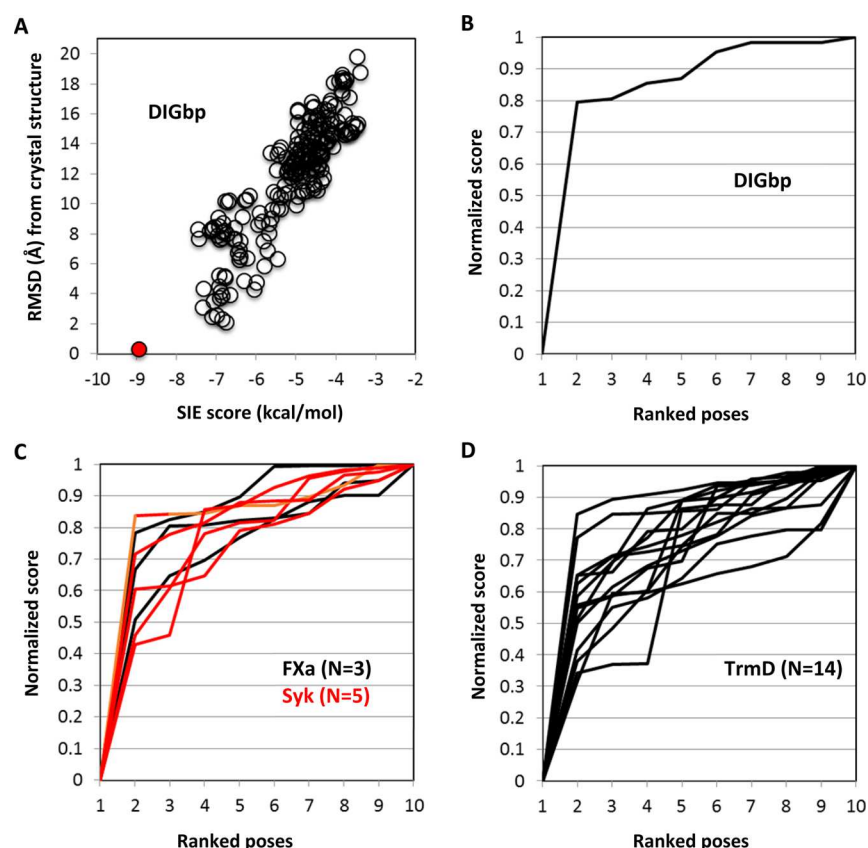 A
RMSD (Å) from crystal structure
20
18
16
14
12
10
8
6
4
2
0
DIGbp
-10 -9 -8 -7 -6 -5 -4 -3 -2
SIE score (kcal/mol)
B
Normalized score
1
0.9
0.8
0.7
0.6
0.5
0.4
0.3
0.2
0.1
0
DIGbp
1 2 3 4 5 6 7 8 9 10
Ranked poses
C
Normalized score
1
0.9
0.8
0.7
0.6
0.5
0.4
0.3
0.2
0.1
0
FXa (N=3)
Syk (N=5)
1 2 3 4 5 6 7 8 9 10
Ranked poses
D
Normalized score
1
0.9
0.8
0.7
0.6
0.5
0.4
0.3
0.2
0.1
0
TrmD (N=14)
1 2 3 4 5 6 7 8 9 10
Ranked poses